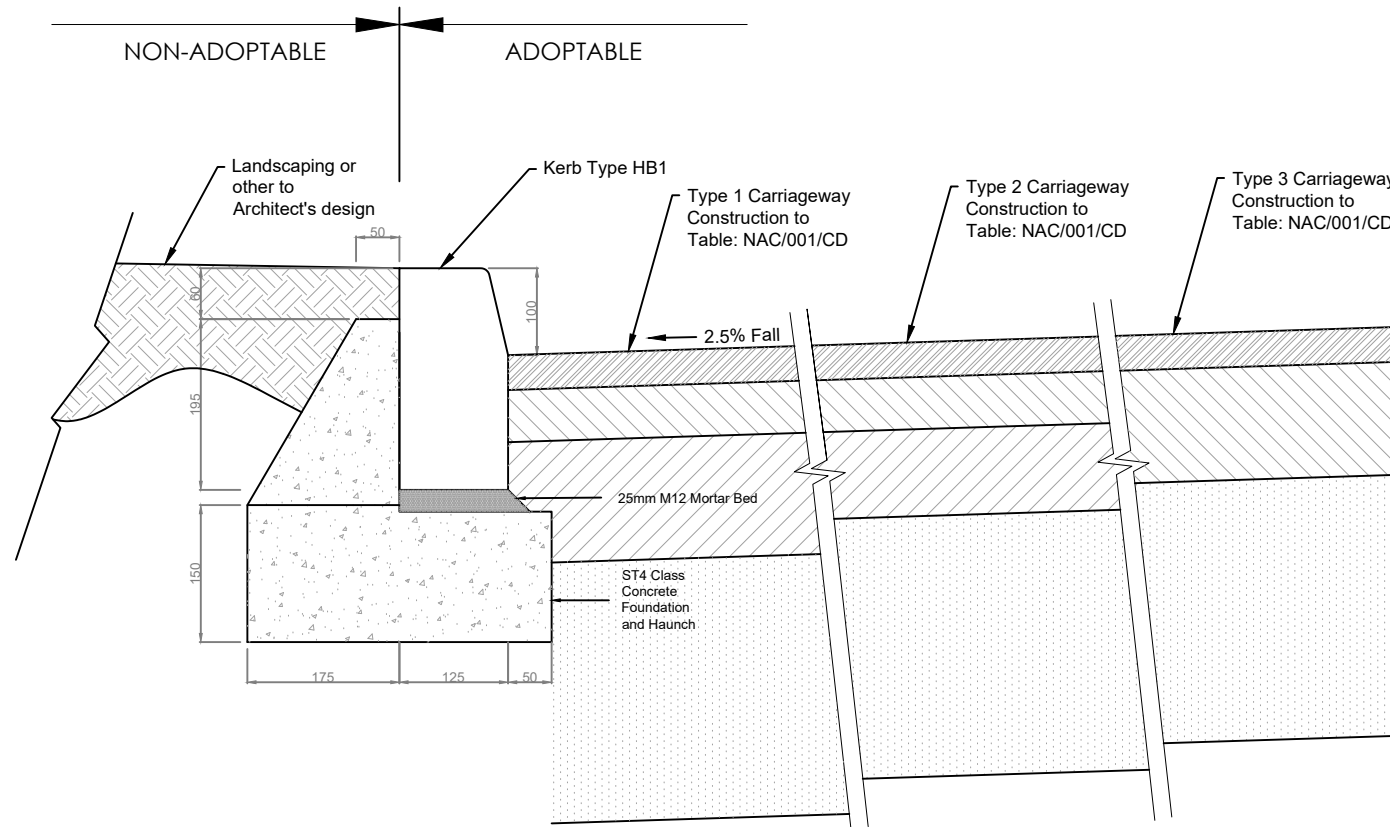 NON-ADOPTABLE
ADOPTABLE
Landscaping or
other to
Architect's design
Kerb Type HB1
Type 1 Carriageway
Construction to
Table: NAC/001/CD
Type 2 Carriageway
Construction to
Table: NAC/001/CD
Type 3 Carriageway
Construction to
Table: NAC/001/CD
50
60
100
2.5% Fall
195
25mm M12 Mortar Bed
150
ST4 Class
Concrete
Foundation
and Haunch
175
125
50